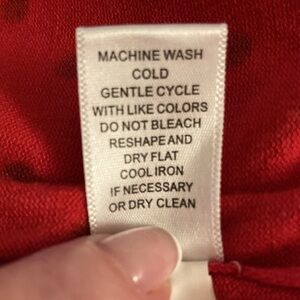 MACHINE WASH
COLD
GENTLE CYCLE
WITH LIKE COLORS
DO NOT BLEACH
RESHAPE AND
DRY FLAT
COOL IRON
IF NECESSARY
OR DRY CLEAN